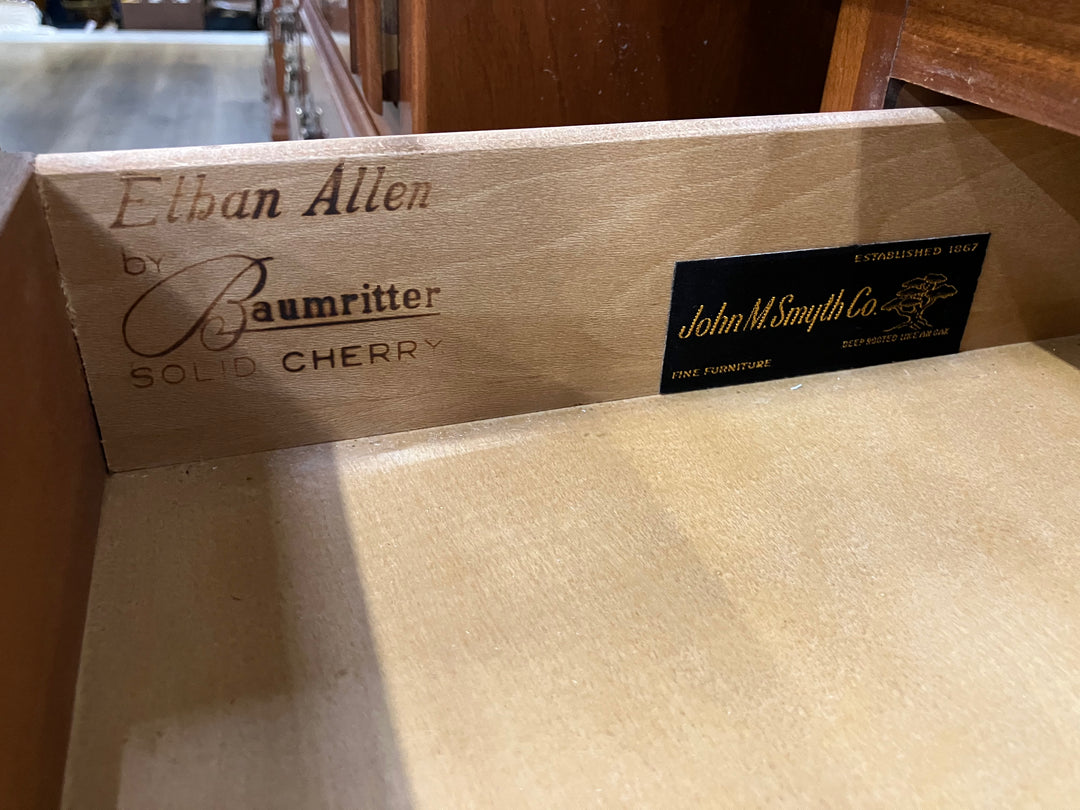 Ethan Allen
by
Baumritter
SOLID CHERRY
ESTABLISHED 1867
John M. Smyth Co.
DEEP ROOTED LIKE AN OAK
FINE FURNITURE